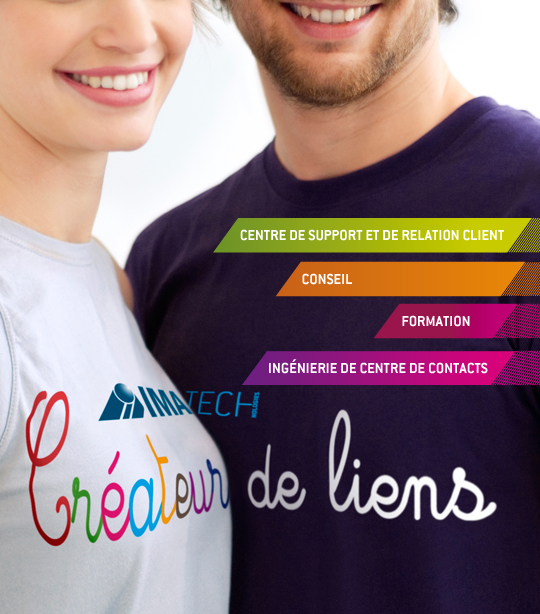 CENTRE DE SUPPORT ET DE RELATION CLIENT
CONSEIL
FORMATION
INGÉNIERIE DE CENTRE DE CONTACTS
IMATECH
Créateur de liens